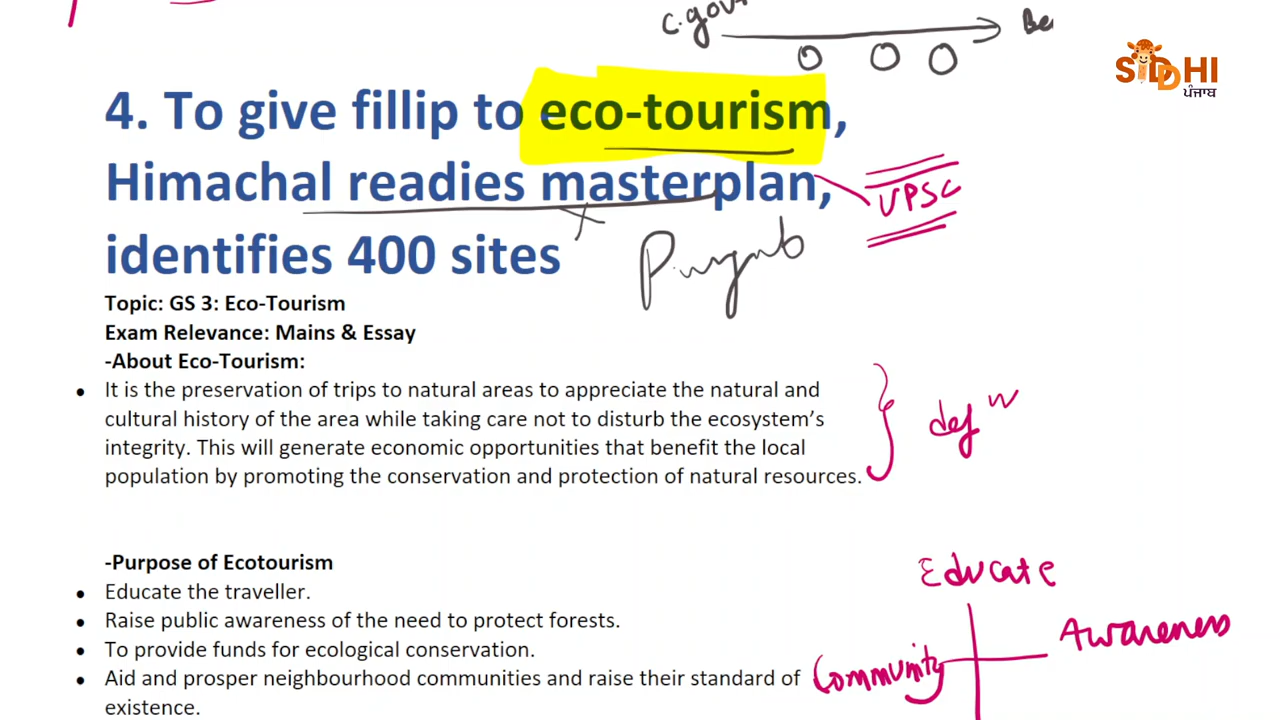 c.gov
SIDDHI
ਪੰਜਾਬ
4. To give fillip to eco-tourism,
Himachal readies masterplan,
UPSC
identifies 400 sites
Punjab
Topic: GS 3: Eco-Tourism
Exam Relevance: Mains & Essay
-About Eco-Tourism:
• It is the preservation of trips to natural areas to appreciate the natural and
cultural history of the area while taking care not to disturb the ecosystem’s
integrity. This will generate economic opportunities that benefit the local
population by promoting the conservation and protection of natural resources.
def n
-Purpose of Ecotourism
Educate
• Educate the traveller.
• Raise public awareness of the need to protect forests.
Awareness
• To provide funds for ecological conservation.
Community
• Aid and prosper neighbourhood communities and raise their standard of
existence.